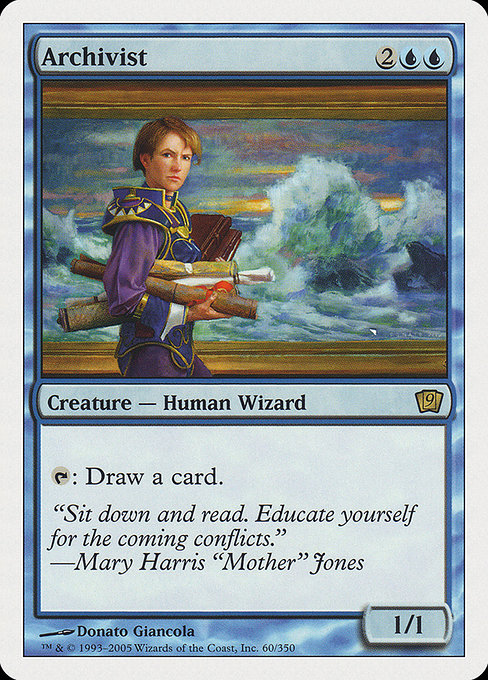 Archivist 2
Creature — Human Wizard 9
: Draw a card.
“Sit down and read. Educate yourself
for the coming conflicts.”
—Mary Harris “Mother” Jones
Donato Giancola
™ & © 1993–2005 Wizards of the Coast, Inc. 60/350
1/1